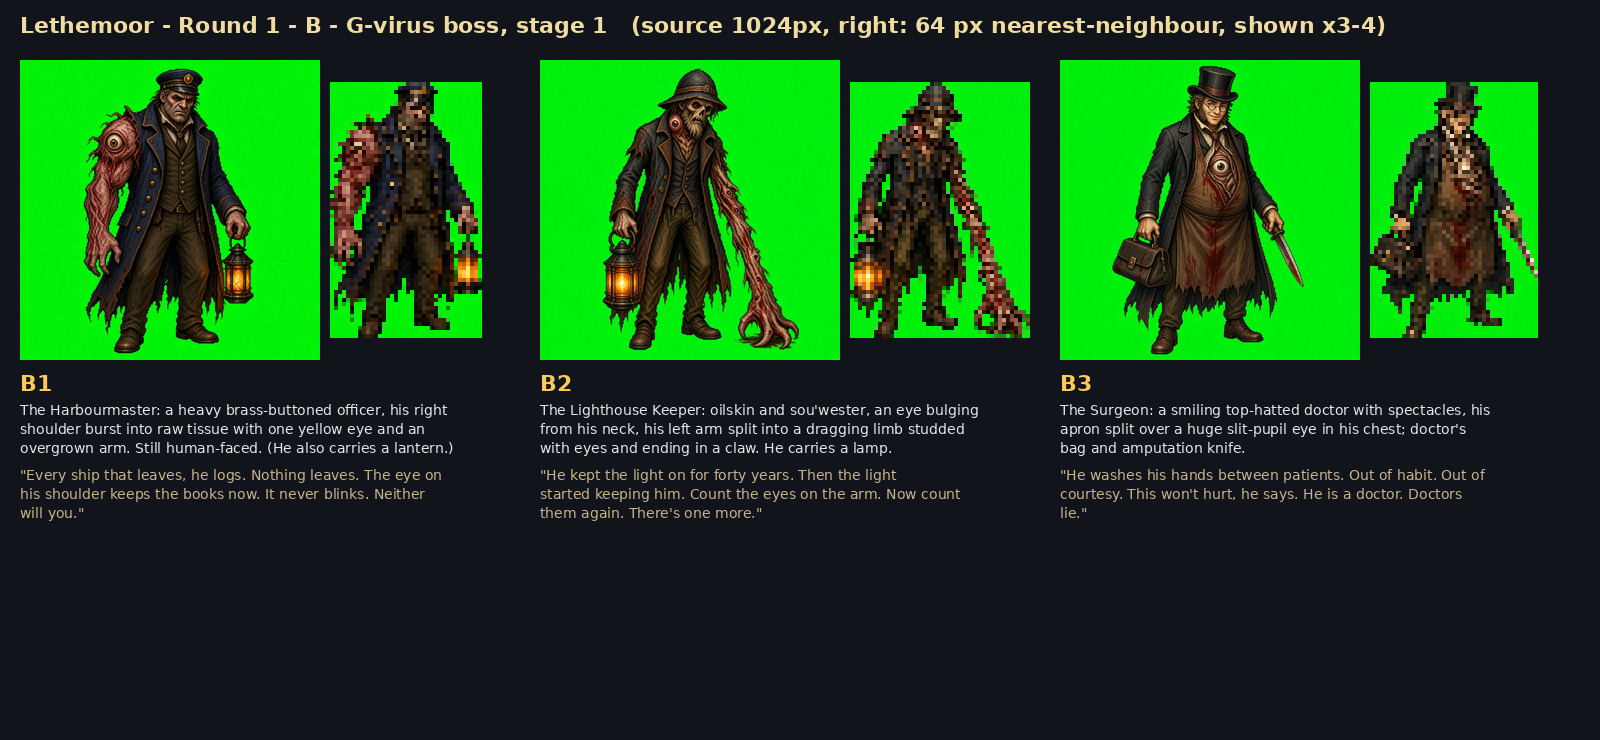 Lethemoor - Round 1 - B - G-virus boss, stage 1 (source 1024px, right: 64 px nearest-neighbour, shown x3-4)
B1
The Harbourmaster: a heavy brass-buttoned officer, his right
shoulder burst into raw tissue with one yellow eye and an
overgrown arm. Still human-faced. (He also carries a lantern.)
"Every ship that leaves, he logs. Nothing leaves. The eye on
his shoulder keeps the books now. It never blinks. Neither
will you."
B2
The Lighthouse Keeper: oilskin and sou'wester, an eye bulging
from his neck, his left arm split into a dragging limb studded
with eyes and ending in a claw. He carries a lamp.
"He kept the light on for forty years. Then the light
started keeping him. Count the eyes on the arm. Now count
them again. There's one more."
B3
The Surgeon: a smiling top-hatted doctor with spectacles, his
apron split over a huge slit-pupil eye in his chest; doctor's
bag and amputation knife.
"He washes his hands between patients. Out of habit. Out of
courtesy. This won't hurt, he says. He is a doctor. Doctors
lie."